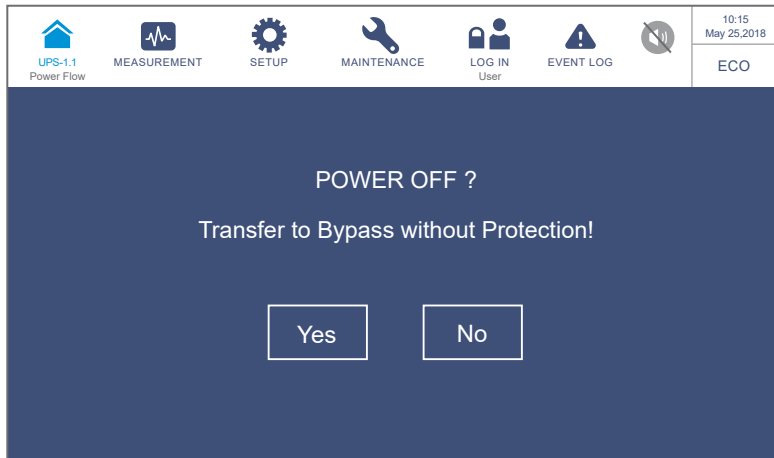 UPS-1.1
Power Flow
MEASUREMENT
SETUP
MAINTENANCE
LOG IN
User
EVENT LOG
10:15
May 25,2018
ECO
POWER OFF ?
Transfer to Bypass without Protection!
Yes
No